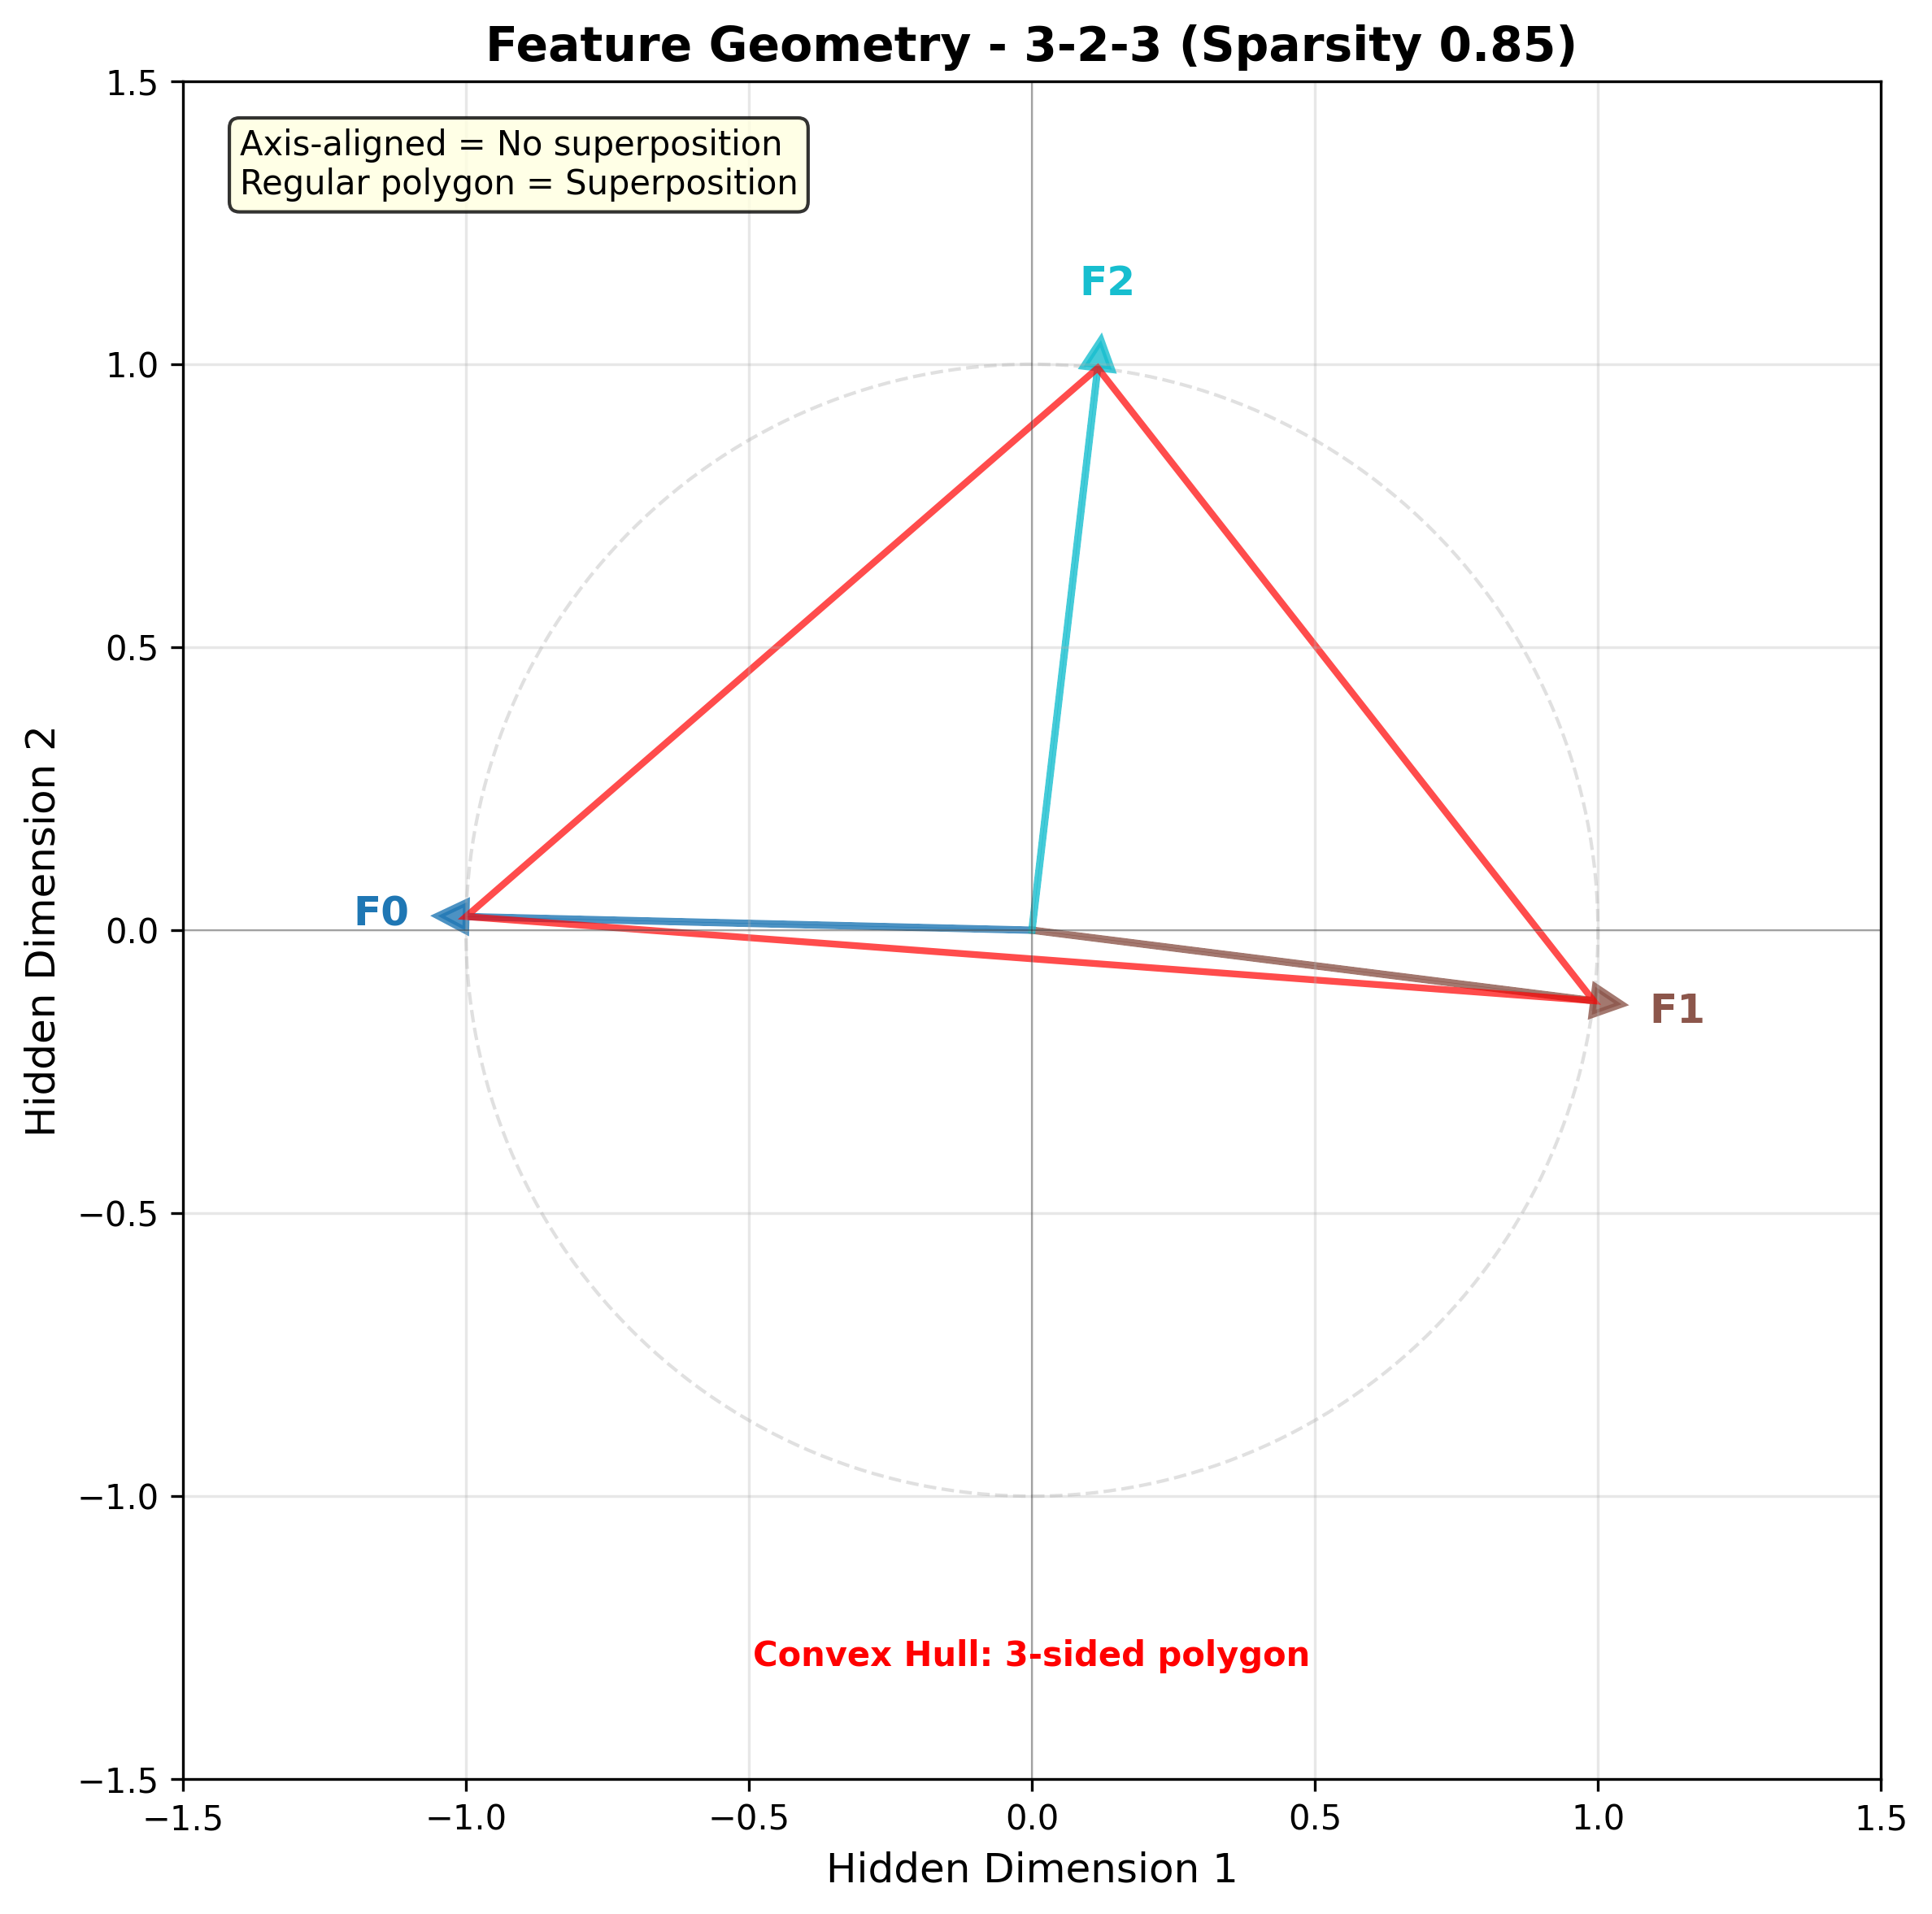 Feature Geometry - 3-2-3 (Sparsity 0.85)
1.5
Axis-aligned = No superposition
Regular polygon = Superposition
F2
1.0
0.5
F0
0.0
F1
Hidden Dimension 2
−0.5
−1.0
Convex Hull: 3-sided polygon
−1.5
−1.5 −1.0 −0.5 0.0 0.5 1.0 1.5
Hidden Dimension 1